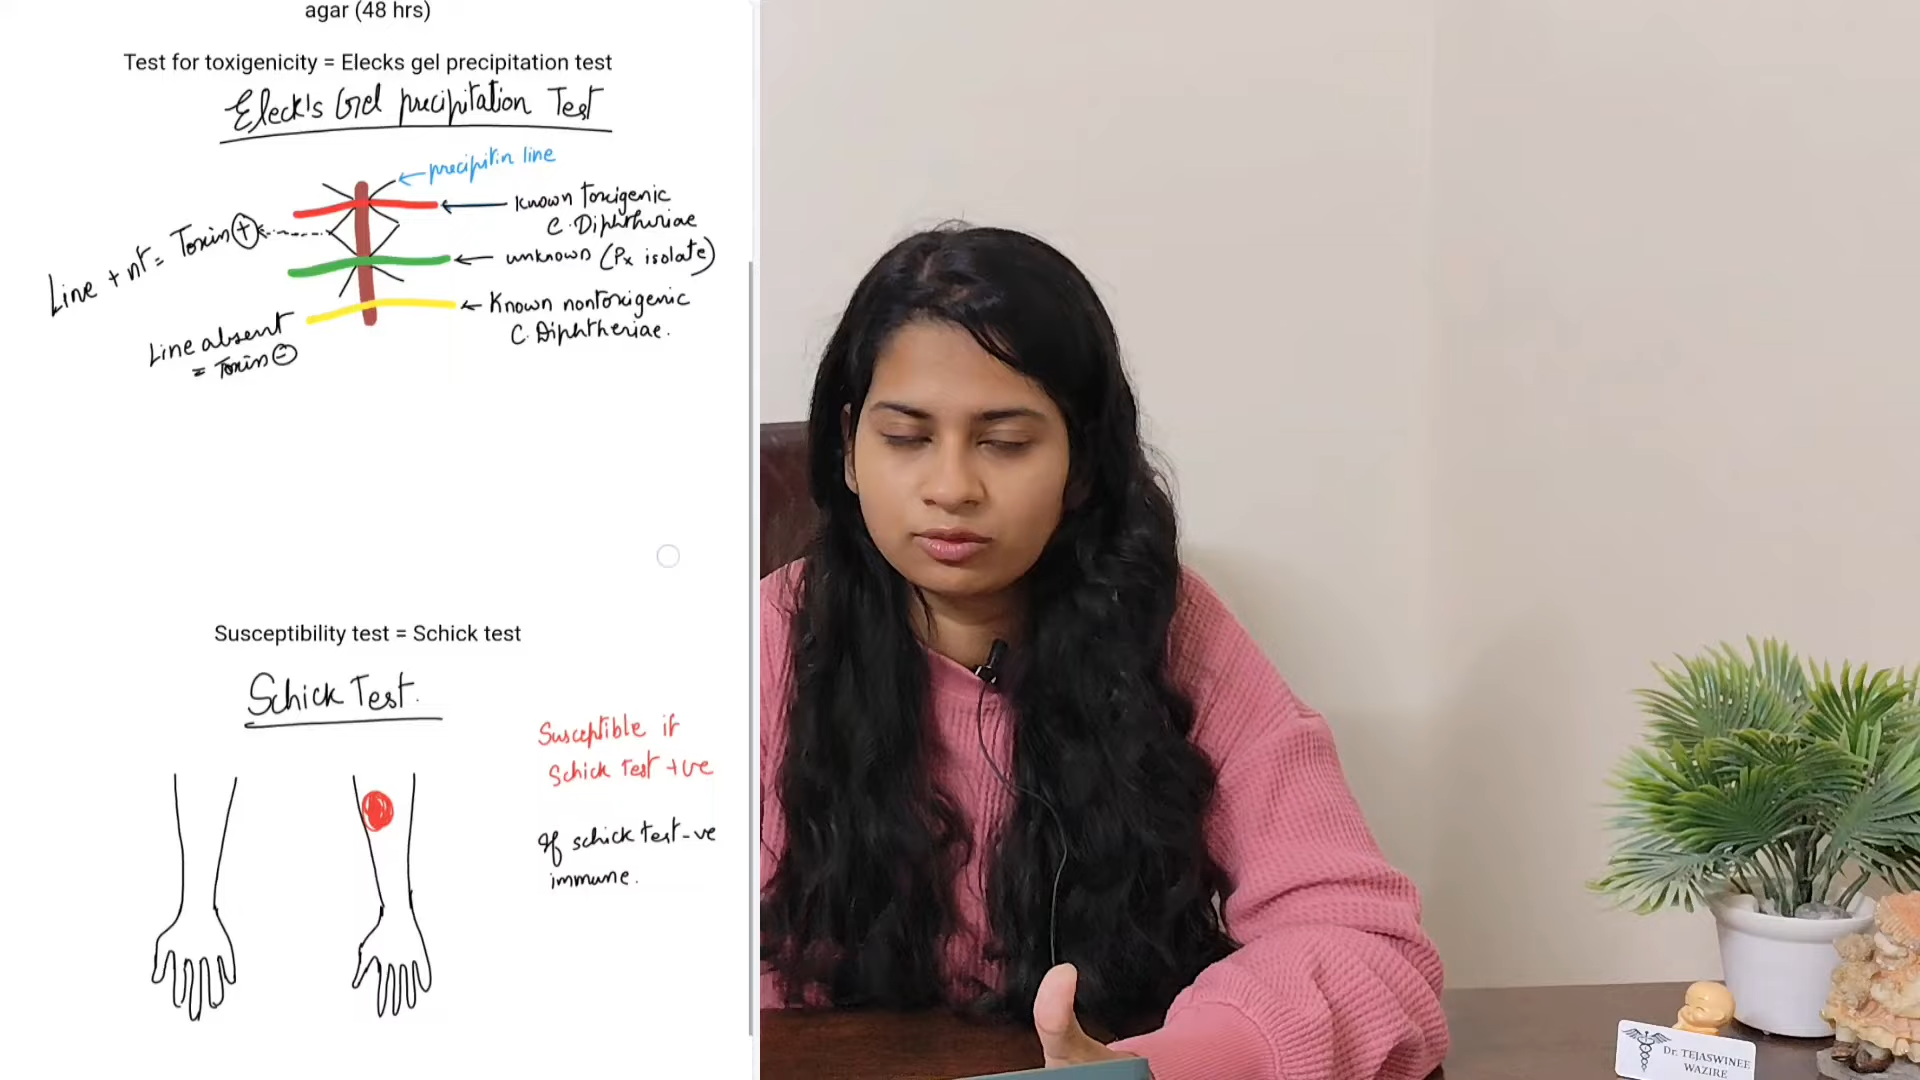 agar (48 hrs)
Test for toxigenicity = Elecks gel precipitation test
Eleck's Gel precipitation Test
precipitin line
Known toxigenic
C. Diphtheriae
unknown (Px isolate)
Line + nt = Toxin +
Known nontoxigenic
C. Diphtheriae.
Line absent
= Toxin -
Susceptibility test = Schick test
Schick Test.
Susceptible if
Schick test +ve
If schick test -ve
immune.
Dr. TEJASWINEE
WAZIRE